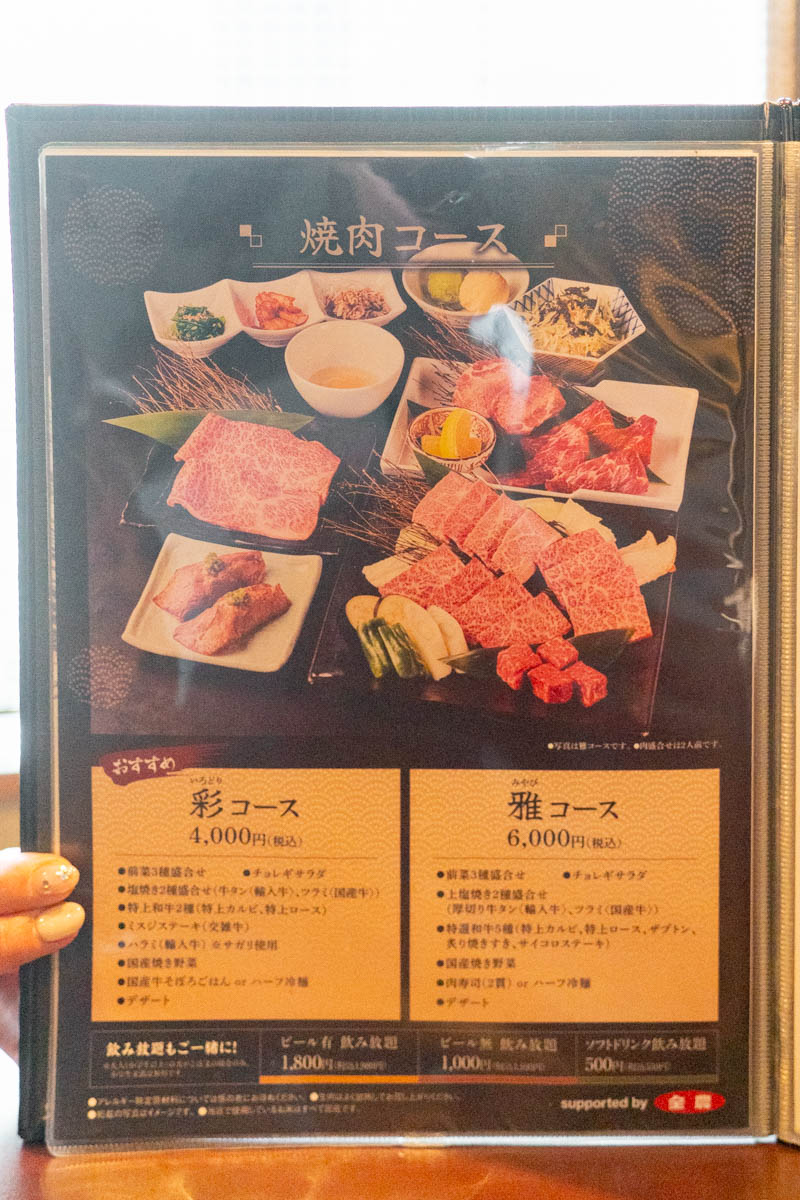 焼肉コース
●写真は雅コースです。●肉盛合せは2人前です。
おすすめ
いろどり
彩コース
4,000円(税込)
●前菜3種盛合せ ●チョレギサラダ
●塩焼き2種盛合せ(牛タン〈輸入牛〉、ツラミ〈国産牛〉)
●特上和牛2種(特上カルビ、特上ロース)
●ミスジステーキ(交雑牛)
●ハラミ(輸入牛) ※サガリ使用
●国産焼き野菜
●国産牛そぼろごはん or ハーフ冷麺
●デザート
みやび
雅コース
6,000円(税込)
●前菜3種盛合せ ●チョレギサラダ
●上塩焼き2種盛合せ
(厚切り牛タン〈輸入牛〉、ツラミ〈国産牛〉)
●特選和牛5種(特上カルビ、特上ロース、ザブトン、
炙り焼きすき、サイコロステーキ)
●国産焼き野菜
●肉寿司(2貫) or ハーフ冷麺
●デザート
飲み放題もご一緒に!
ビール有 飲み放題
1,800円
ビール無 飲み放題
1,000円
ソフトドリンク飲み放題
500円
●掲載の写真はイメージです。
supported by 全農